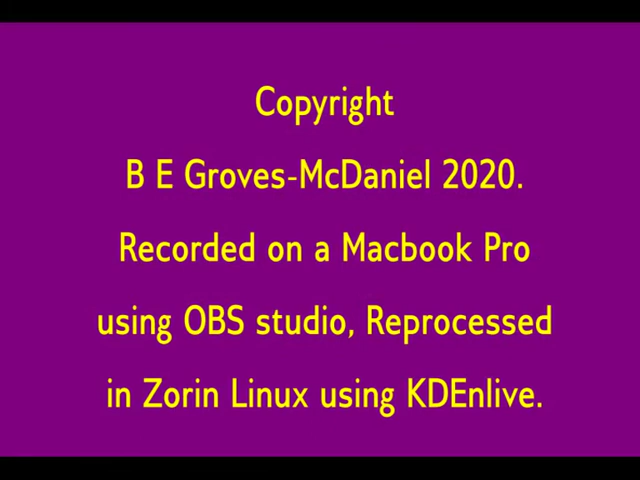 Copyright
B E Groves-McDaniel 2020.
Recorded on a Macbook Pro
using OBS studio, Reprocessed
in Zorin Linux using KDEnlive.